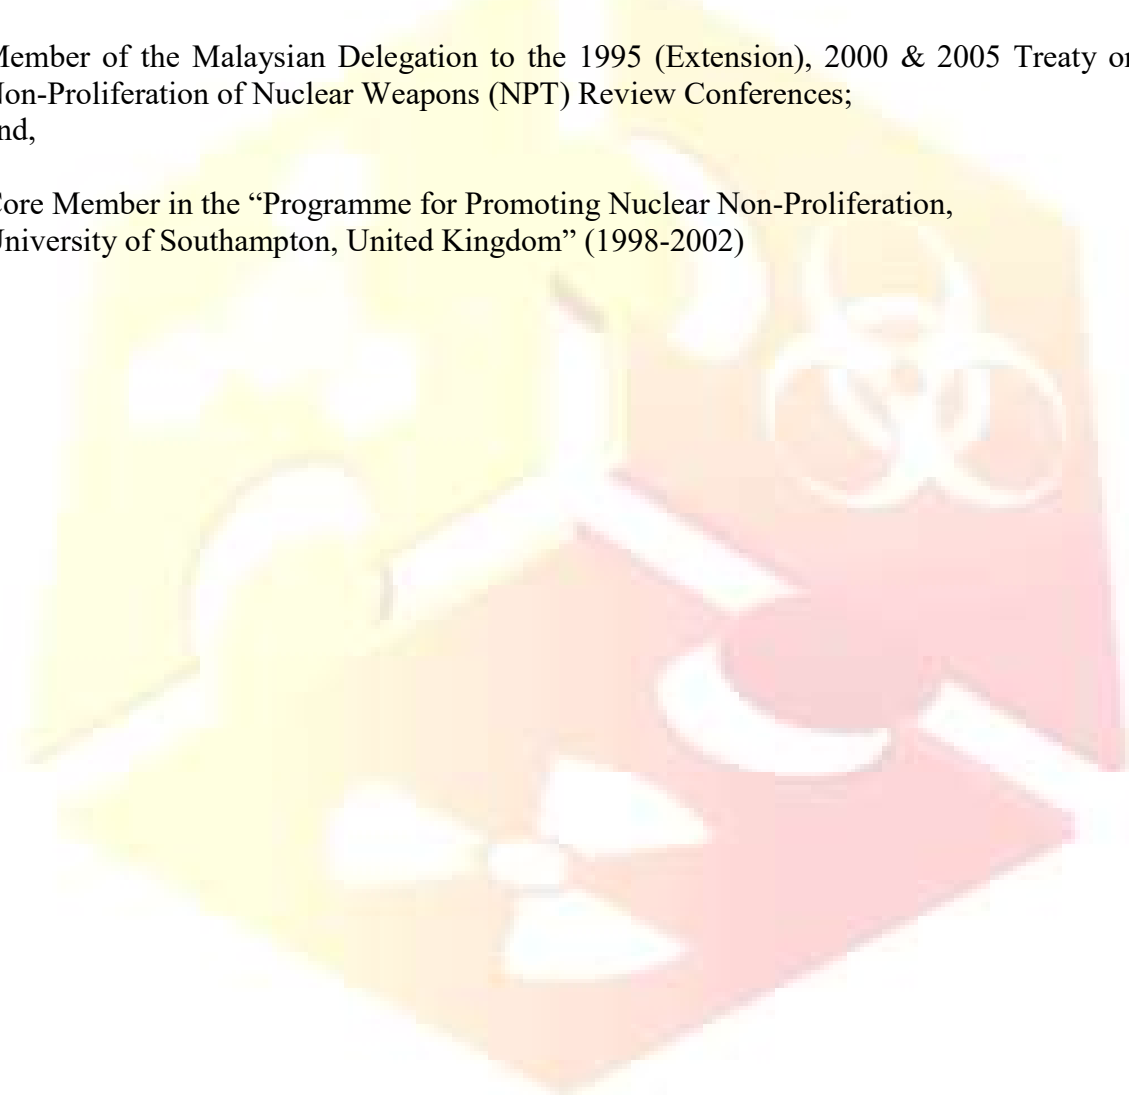 Member of the Malaysian Delegation to the 1995 (Extension), 2000 & 2005 Treaty on
Non-Proliferation of Nuclear Weapons (NPT) Review Conferences;
and,
Core Member in the “Programme for Promoting Nuclear Non-Proliferation,
University of Southampton, United Kingdom” (1998-2002)